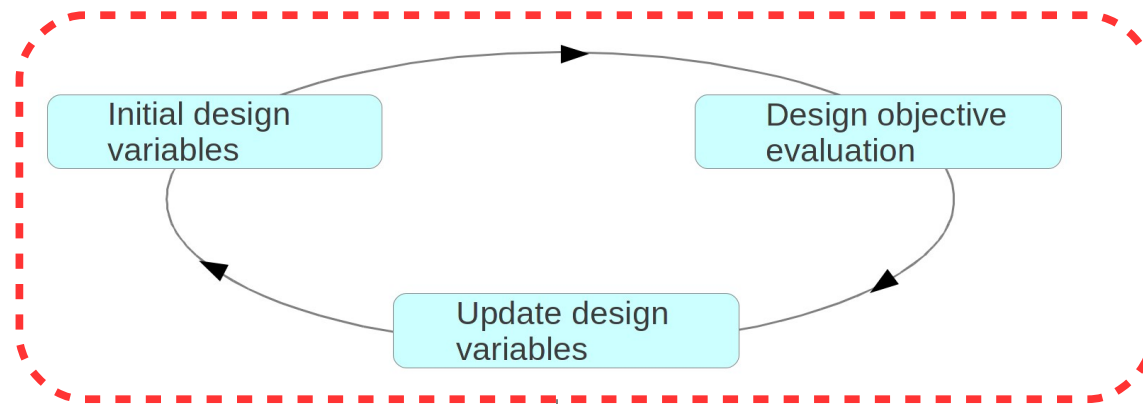 Initial design
variables
Design objective
evaluation
Update design
variables